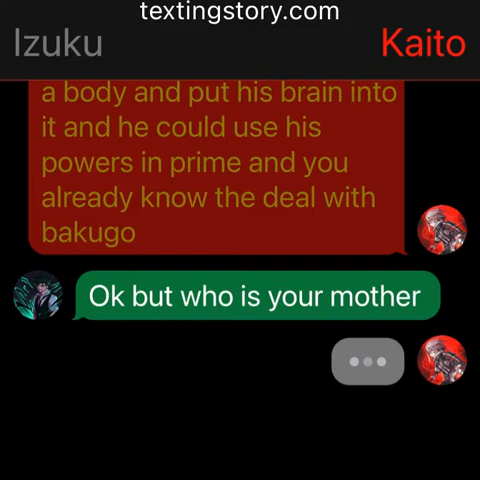 textingstory.com
Izuku
Kaito
a body and put his brain into
it and he could use his
powers in prime and you
already know the deal with
bakugo
Ok but who is your mother